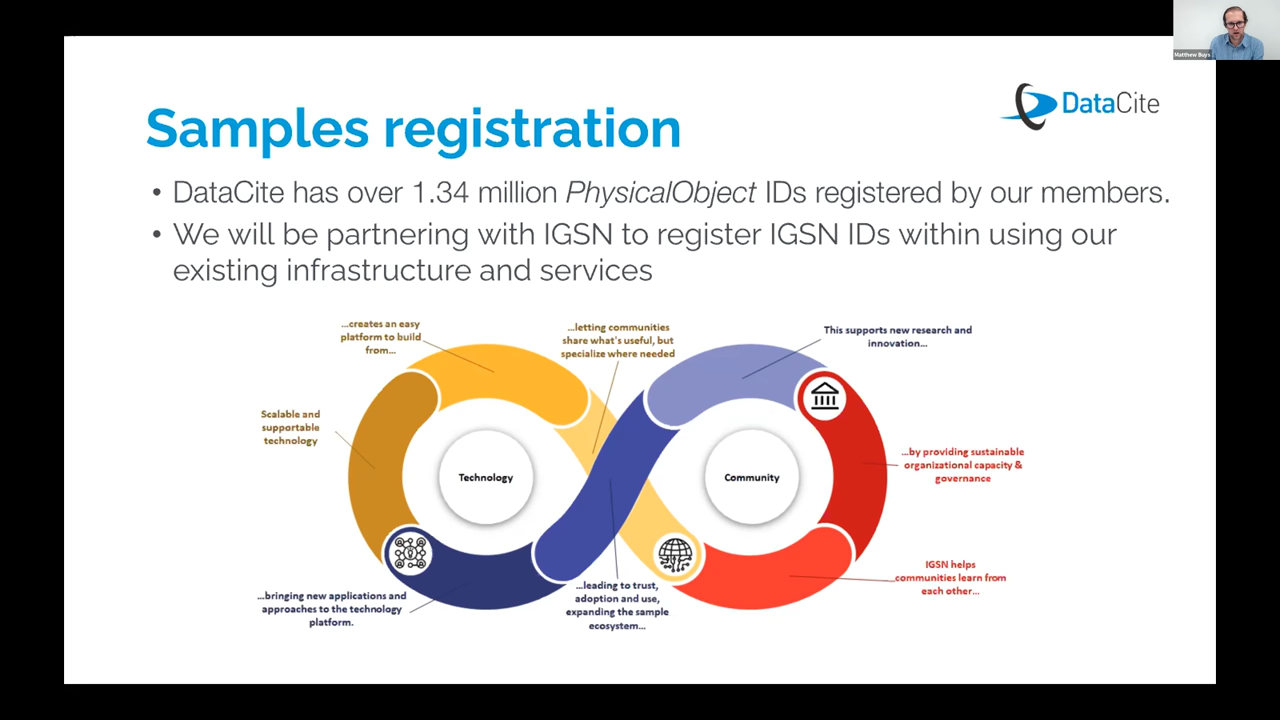 Matthew Buys
DataCite
Samples registration
• DataCite has over 1.34 million PhysicalObject IDs registered by our members.
• We will be partnering with IGSN to register IGSN IDs within using our
existing infrastructure and services
...creates an easy
platform to build
from...
...letting communities
share what's useful, but
specialize where needed
This supports new research and
innovation...
Scalable and
supportable
technology
Technology
Community
...by providing sustainable
organizational capacity &
governance
...bringing new applications and
approaches to the technology
platform.
...leading to trust,
adoption and use,
expanding the sample
ecosystem...
IGSN helps
communities learn from
each other...